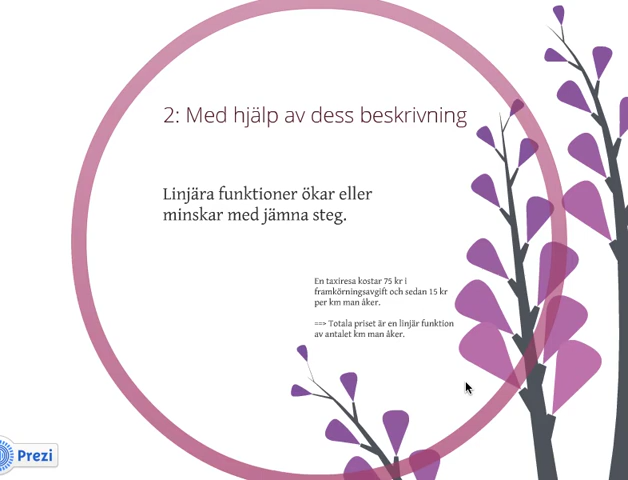 2: Med hjälp av dess beskrivning
Linjära funktioner ökar eller
minskar med jämna steg.
En taxiresa kostar 75 kr i
framkörningsavgift och sedan 15 kr
per km man åker.
==> Totala priset är en linjär funktion
av antalet km man åker.
Prezi